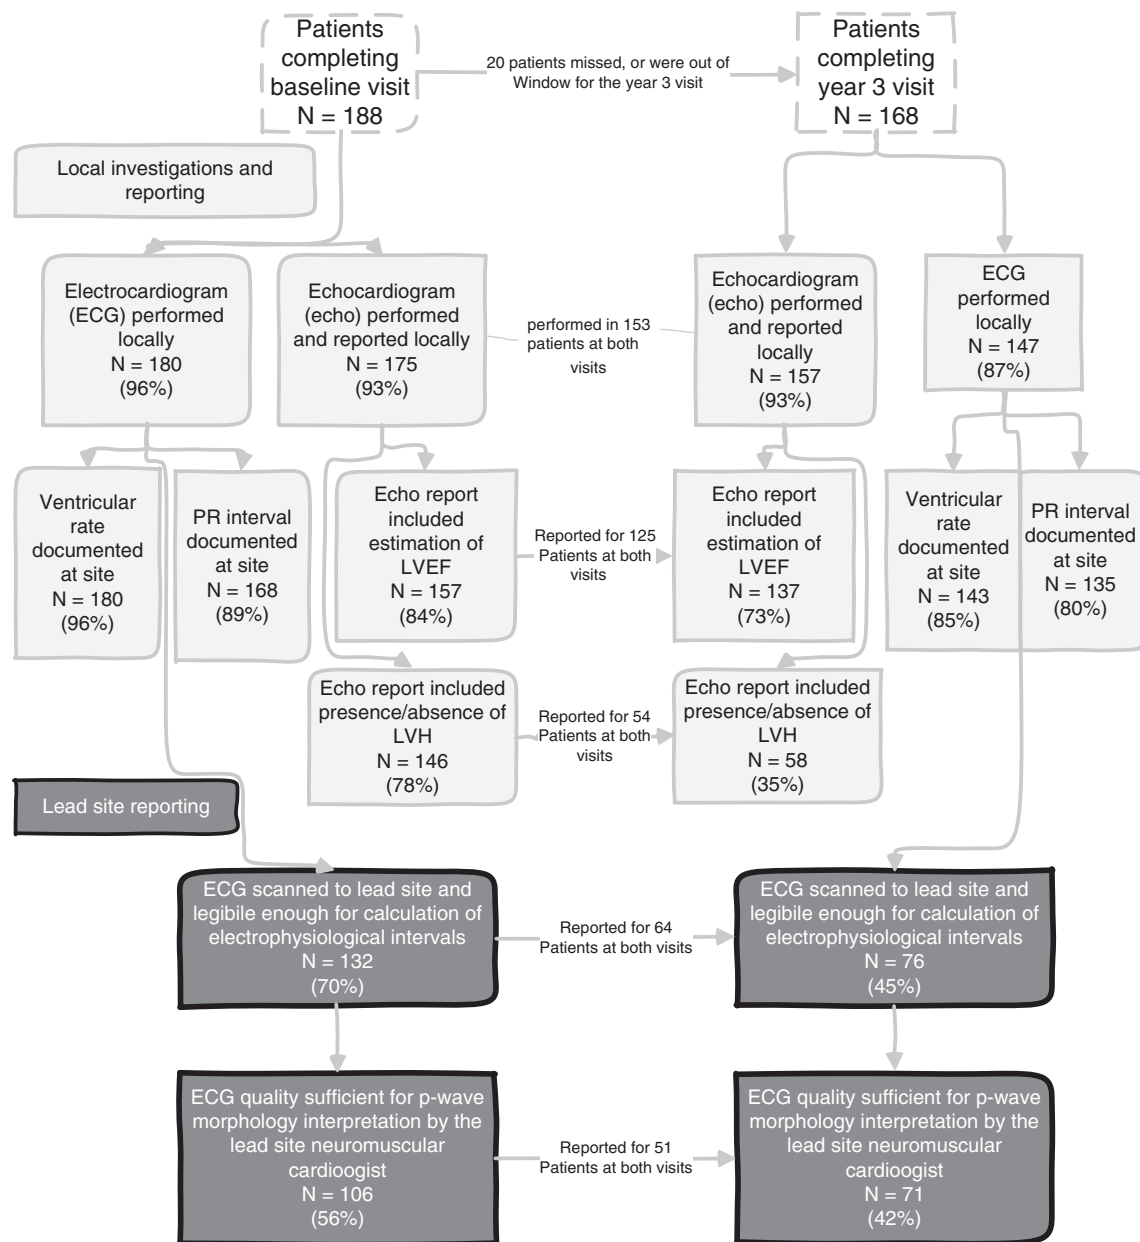 Patients
completing
baseline visit
N = 188
20 patients missed, or were out of
Window for the year 3 visit
Patients
completing
year 3 visit
N = 168
Local investigations and
reporting
Electrocardiogram
(ECG) performed
locally
N = 180
(96%)
Echocardiogram
(echo) performed
and reported locally
N = 175
(93%)
performed in 153
patients at both
visits
Echocardiogram
(echo) performed
and reported
locally
N = 157
(93%)
ECG
performed
locally
N = 147
(87%)
Ventricular
rate
documented
at site
N = 180
(96%)
PR interval
documented
at site
N = 168
(89%)
Echo report
included
estimation of
LVEF
N = 157
(84%)
Reported for 125
Patients at both
visits
Echo report
included
estimation of
LVEF
N = 137
(73%)
Ventricular
rate
documented
at site
N = 143
(85%)
PR interval
documented
at site
N = 135
(80%)
Echo report included
presence/absence of
LVH
N = 146
(78%)
Reported for 54
Patients at both
visits
Echo report included
presence/absence of
LVH
N = 58
(35%)
Lead site reporting
ECG scanned to lead site and
legibile enough for calculation of
electrophysiological intervals
N = 132
(70%)
Reported for 64
Patients at both visits
ECG scanned to lead site and
legibile enough for calculation of
electrophysiological intervals
N = 76
(45%)
ECG quality sufficient for p-wave
morphology interpretation by the
lead site neuromuscular
cardioogist
N = 106
(56%)
Reported for 51
Patients at both visits
ECG quality sufficient for p-wave
morphology interpretation by the
lead site neuromuscular
cardioogist
N = 71
(42%)